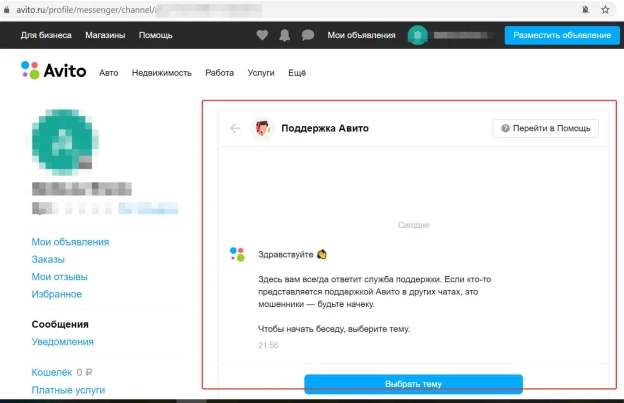 avito.ru/profile/messenger/channel/
Для бизнеса Магазины Помощь Мои объявления Разместить объявление
Avito Авто Недвижимость Работа Услуги Ещё
Поддержка Авито Перейти в Помощь
Сегодня
Здравствуйте
Здесь вам всегда ответит служба поддержки. Если кто-то
представляется поддержкой Авито в других чатах, это
мошенники — будьте начеку.
Чтобы начать беседу, выберите тему.
21:56
Выбрать тему
Мои объявления
Заказы
Мои отзывы
Избранное
Сообщения
Уведомления
Кошелёк 0 ₽
Платные услуги